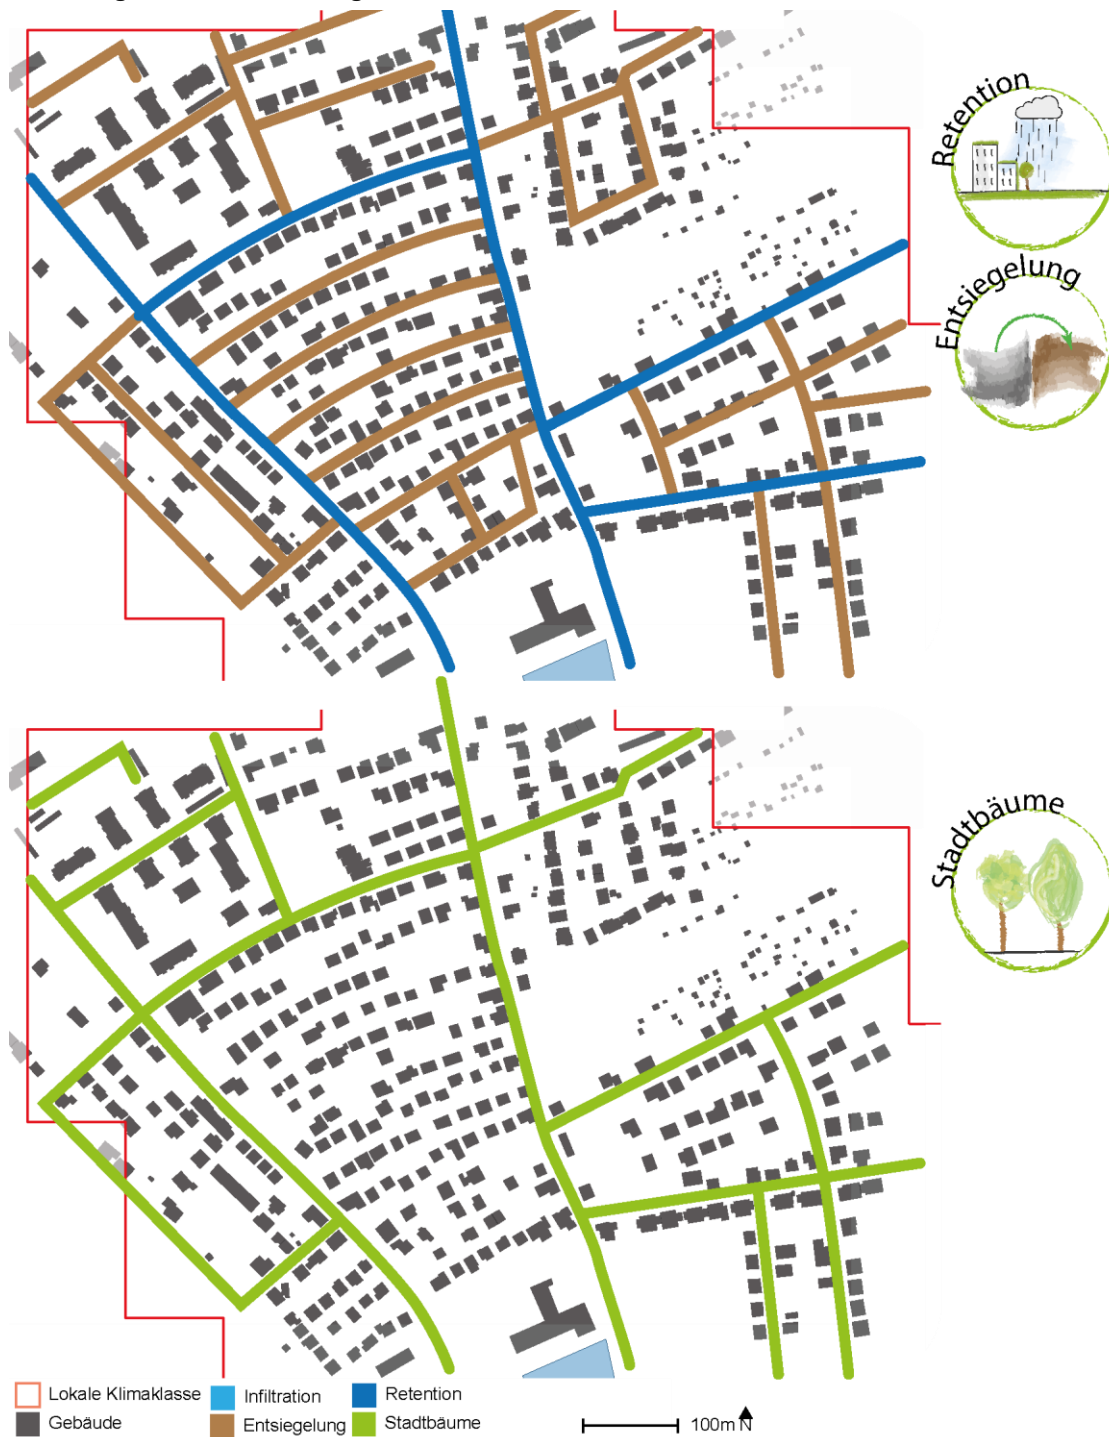 Retention
Entsiegelung
Stadtbäume
Lokale Klimaklasse
Infiltration
Retention
Gebäude
Entsiegelung
Stadtbäume
100m N